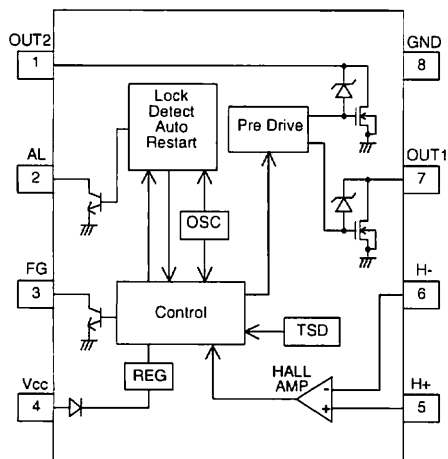 OUT2
1
GND
8
Lock
Detect
Auto
Restart
Pre Drive
AL
2
OUT1
7
OSC
FG
3
H-
6
Control
TSD
REG
HALL
AMP
-
+
Vcc
4
H+
5